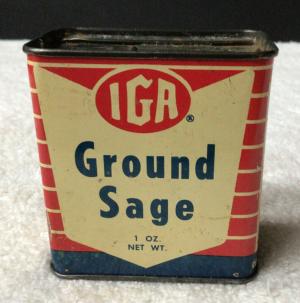 IGA
®
Ground
Sage
1 OZ.
NET WT.